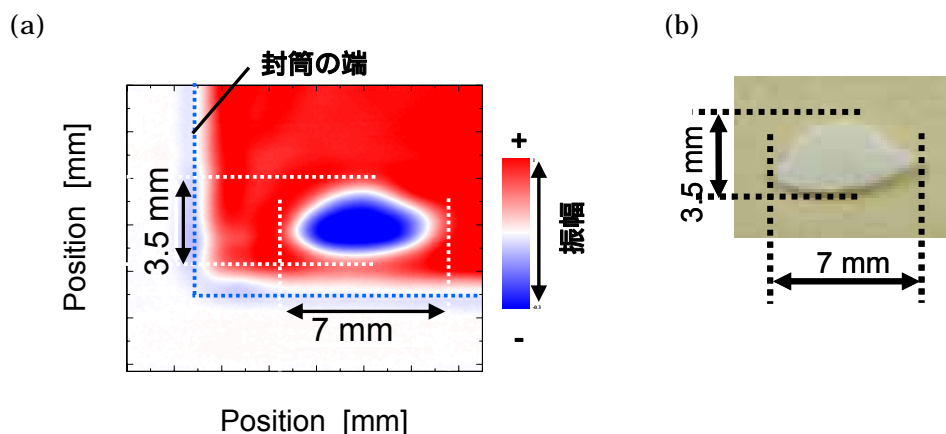 (a)
封筒の端
Position [mm]
3.5 mm
7 mm
Position [mm]
+
振幅
-
(b)
3.5 mm
7 mm